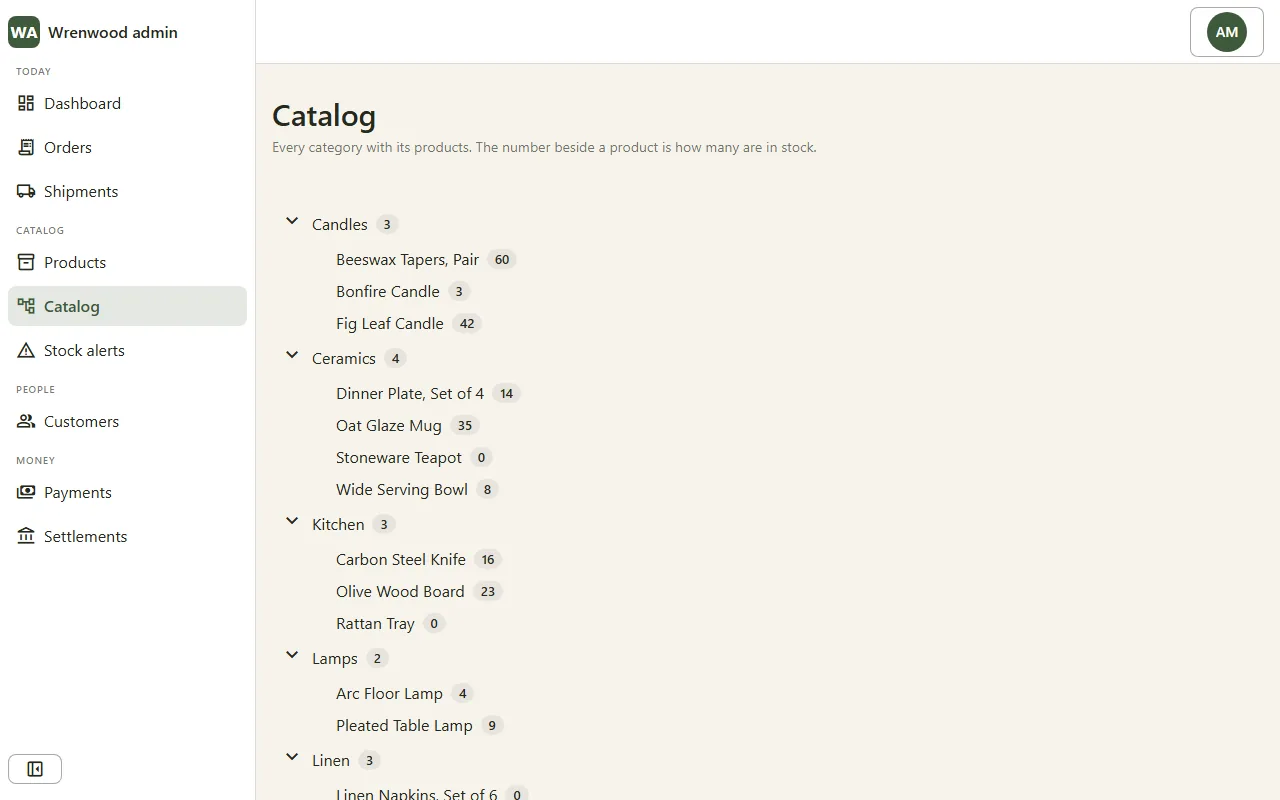 WA Wrenwood admin
AM
TODAY
Dashboard
Orders
Shipments
CATALOG
Products
Catalog
Stock alerts
PEOPLE
Customers
MONEY
Payments
Settlements
Catalog
Every category with its products. The number beside a product is how many are in stock.
Candles 3
Beeswax Tapers, Pair 60
Bonfire Candle 3
Fig Leaf Candle 42
Ceramics 4
Dinner Plate, Set of 4 14
Oat Glaze Mug 35
Stoneware Teapot 0
Wide Serving Bowl 8
Kitchen 3
Carbon Steel Knife 16
Olive Wood Board 23
Rattan Tray 0
Lamps 2
Arc Floor Lamp 4
Pleated Table Lamp 9
Linen 3
Linen Napkins, Set of 6 0